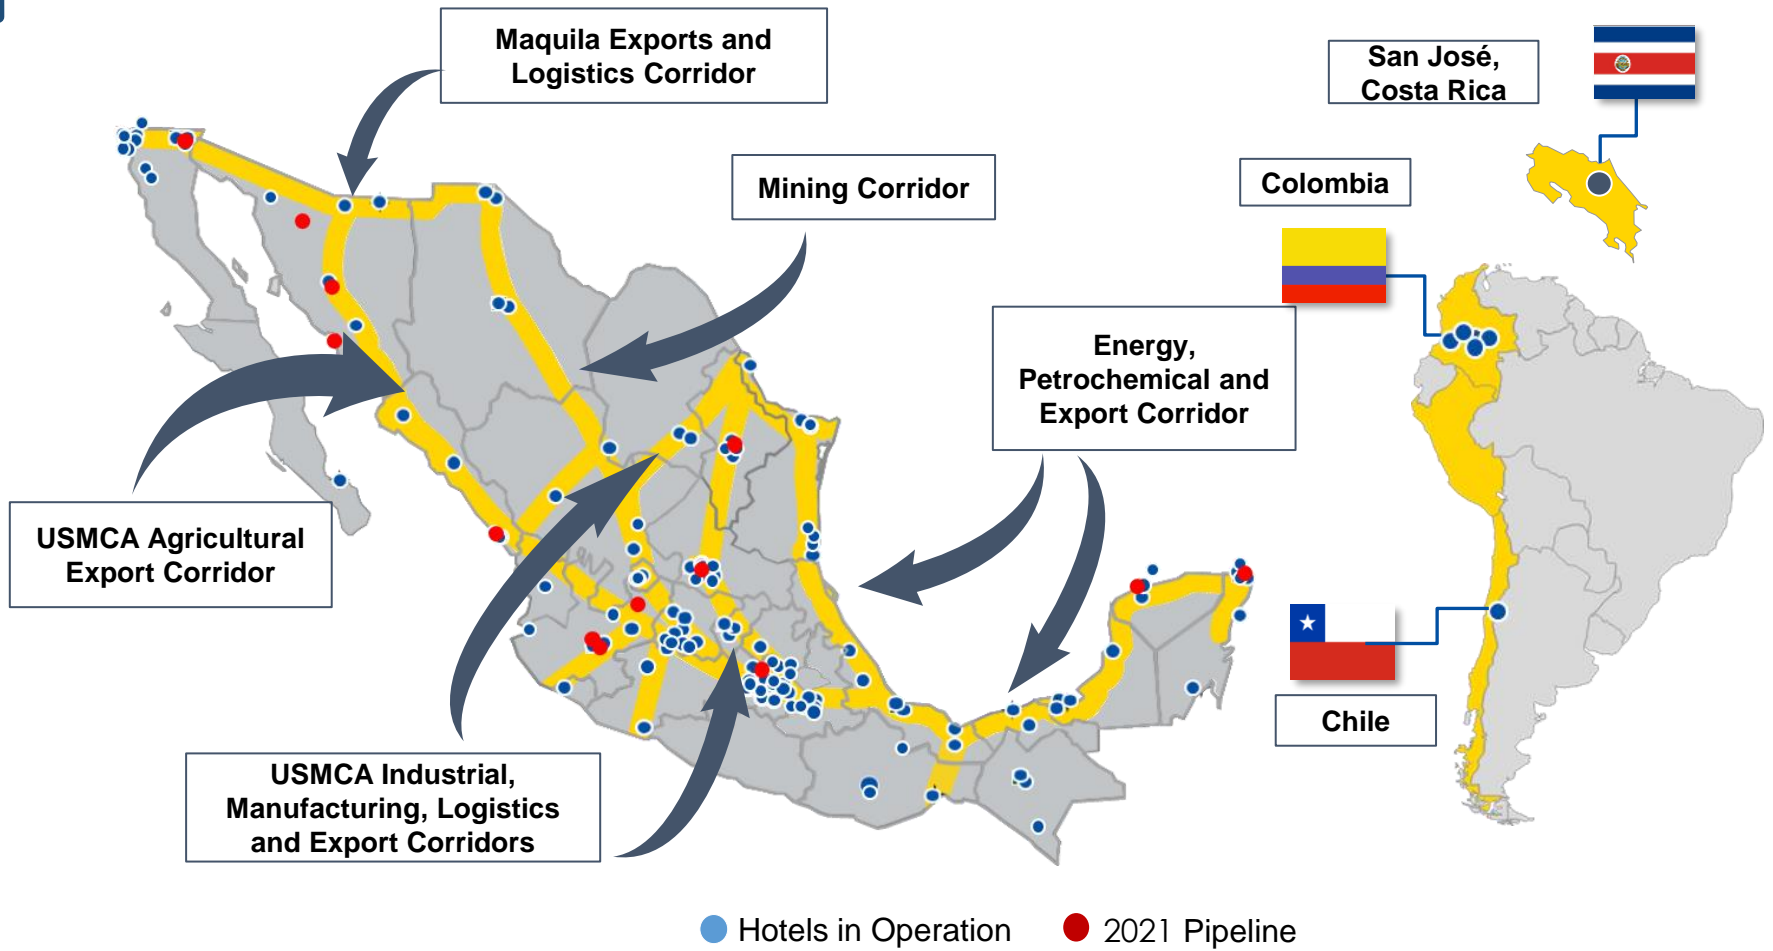 Maquila Exports and
Logistics Corridor
San José,
Costa Rica
Mining Corridor
Colombia
Energy,
Petrochemical and
Export Corridor
USMCA Agricultural
Export Corridor
Chile
USMCA Industrial,
Manufacturing, Logistics
and Export Corridors
Hotels in Operation
2021 Pipeline